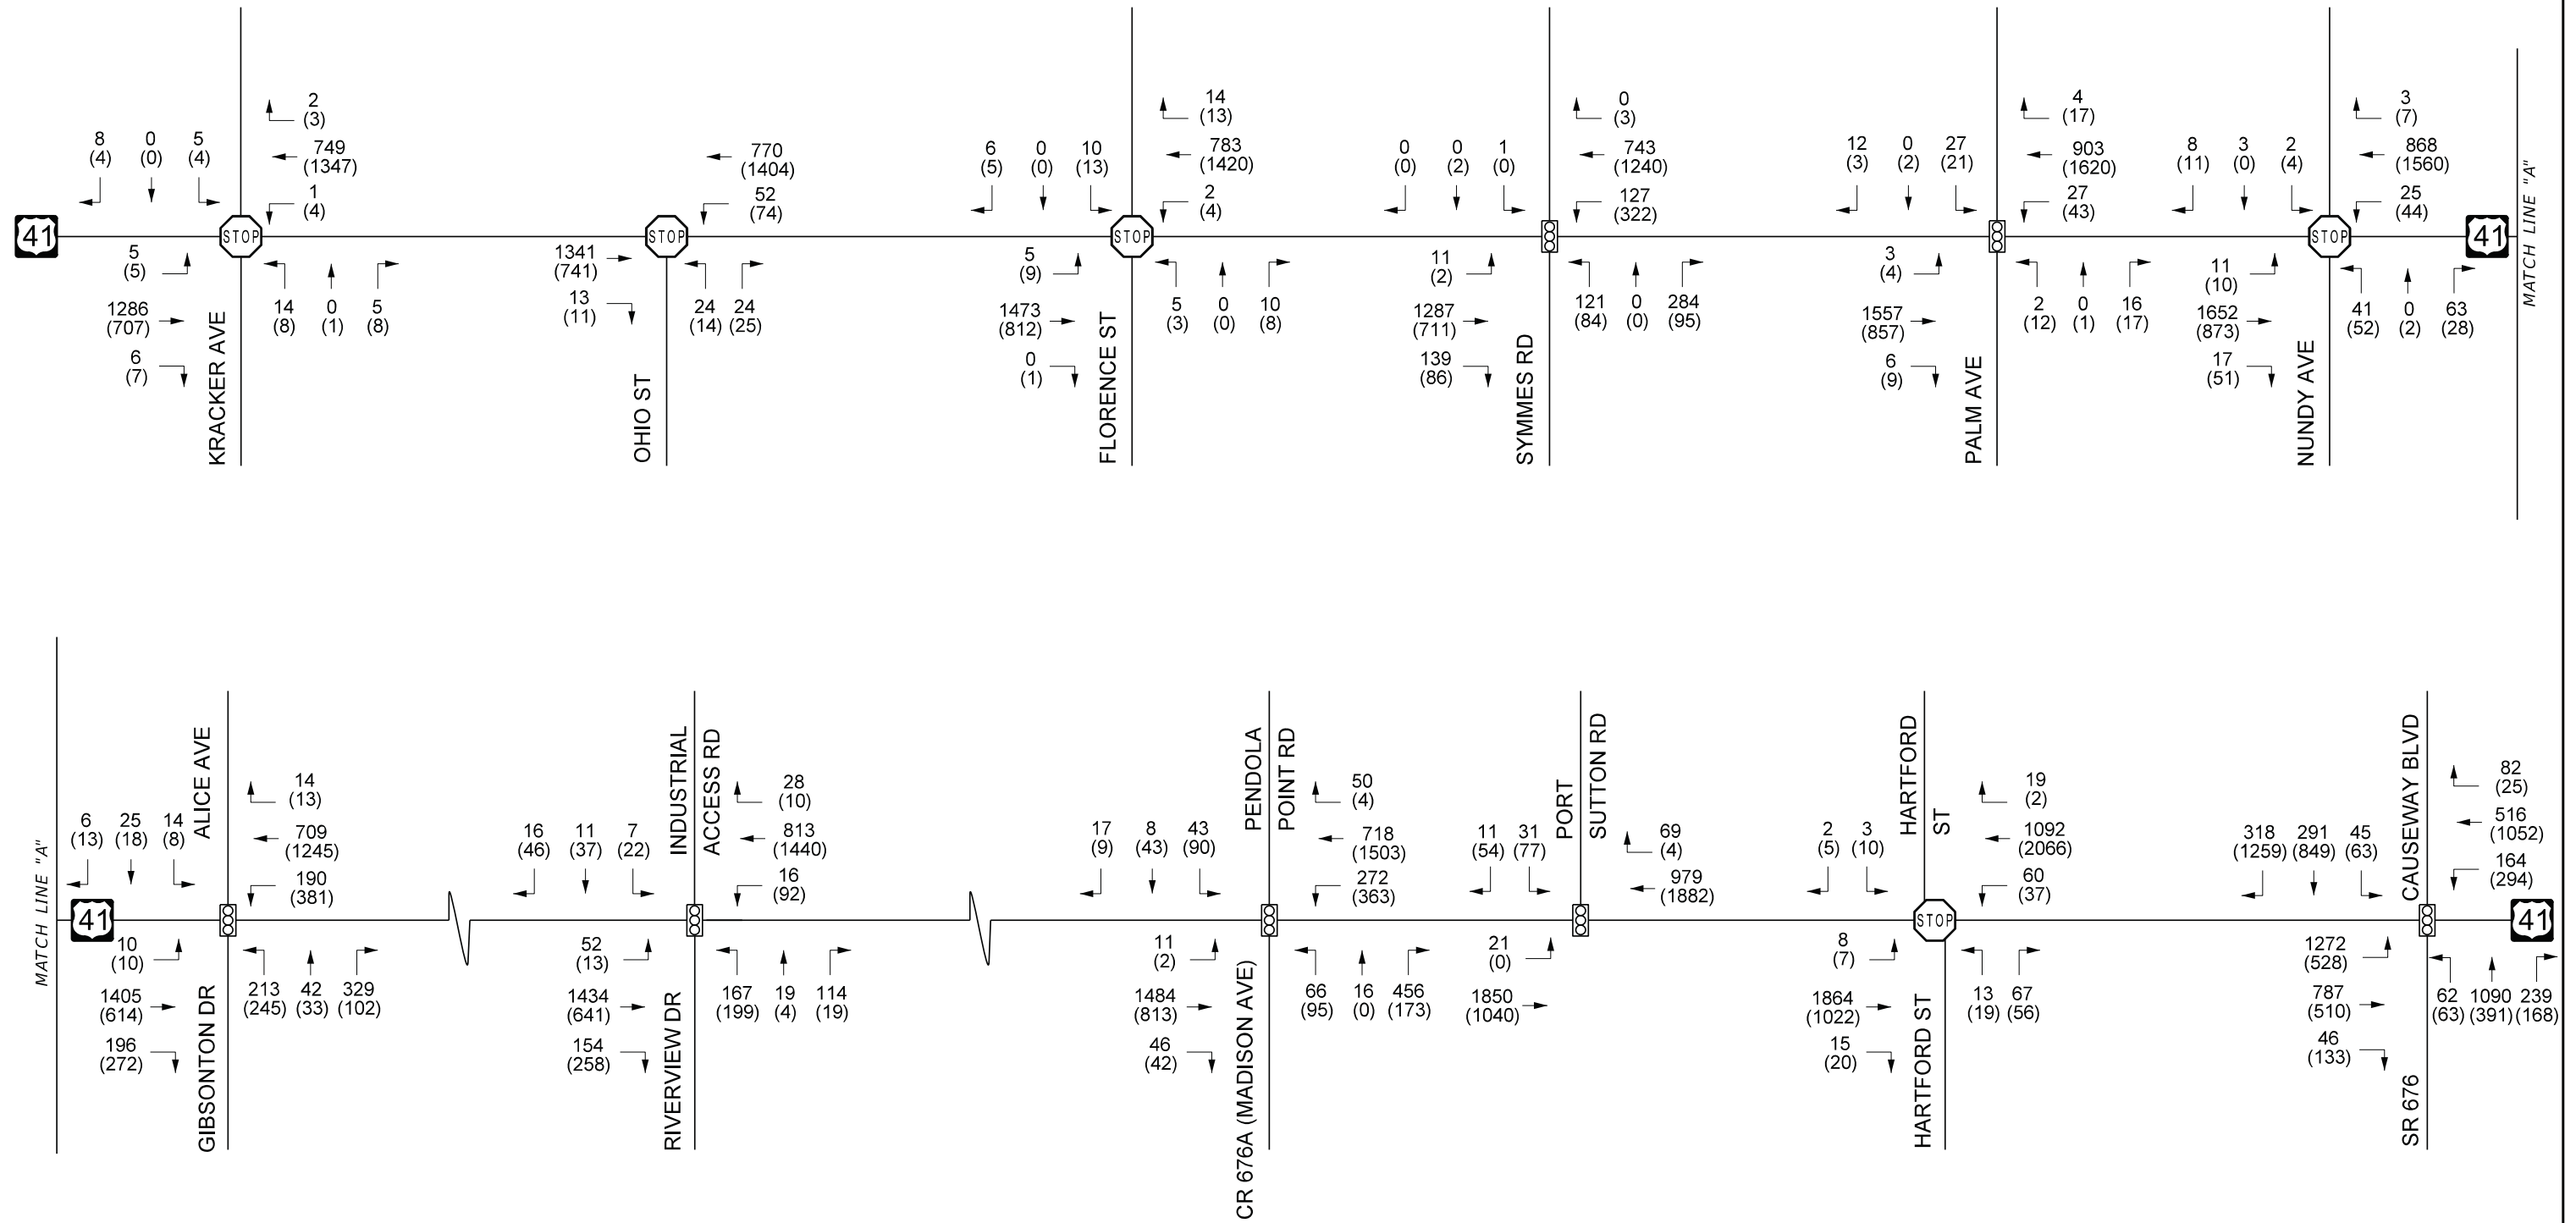 8 0 5
(4) (0) (4)
2
(3)
749
(1347)
1
(4)
41
STOP
5
(5)
1286
(707)
6
(7)
14 0 5
(8) (1) (8)
KRACKER AVE
770
(1404)
52
(74)
STOP
1341
(741)
13
(11)
24 24
(14) (25)
OHIO ST
6 0 10
(5) (0) (13)
14
(13)
783
(1420)
2
(4)
STOP
5
(9)
1473
(812)
0
(1)
5 0 10
(3) (0) (8)
FLORENCE ST
0 0 1
(0) (2) (0)
0
(3)
743
(1240)
127
(322)
11
(2)
1287
(711)
139
(86)
121 0 284
(84) (0) (95)
SYMMES RD
12 0 27
(3) (2) (21)
4
(17)
903
(1620)
27
(43)
3
(4)
1557
(857)
6
(9)
2 0 16
(12) (1) (17)
PALM AVE
8 3 2
(11) (0) (4)
3
(7)
868
(1560)
25
(44)
STOP
41
11
(10)
1652
(873)
17
(51)
41 0 63
(52) (2) (28)
NUNDY AVE
MATCH LINE "A"
MATCH LINE "A"
6 25 14
(13) (18) (8)
ALICE AVE
14
(13)
709
(1245)
190
(381)
41
10
(10)
1405
(614)
196
(272)
213 42 329
(245) (33) (102)
GIBSONTON DR
16 11 7
(46) (37) (22)
INDUSTRIAL
ACCESS RD
28
(10)
813
(1440)
16
(92)
52
(13)
1434
(641)
154
(258)
167 19 114
(199) (4) (19)
RIVERVIEW DR
17 8 43
(9) (43) (90)
PENDOLA
POINT RD
50
(4)
718
(1503)
272
(363)
11
(2)
1484
(813)
46
(42)
66 16 456
(95) (0) (173)
CR 676A (MADISON AVE)
11 31
(54) (77)
PORT
SUTTON RD
69
(4)
979
(1882)
21
(0)
1850
(1040)
2 3
(5) (10)
HARTFORD
ST
19
(2)
1092
(2066)
60
(37)
STOP
8
(7)
1864
(1022)
15
(20)
13 67
(19) (56)
HARTFORD ST
318 291 45
(1259) (849) (63)
CAUSEWAY BLVD
82
(25)
516
(1052)
164
(294)
41
1272
(528)
787
(510)
46
(133)
62 1090 239
(63) (391) (168)
SR 676